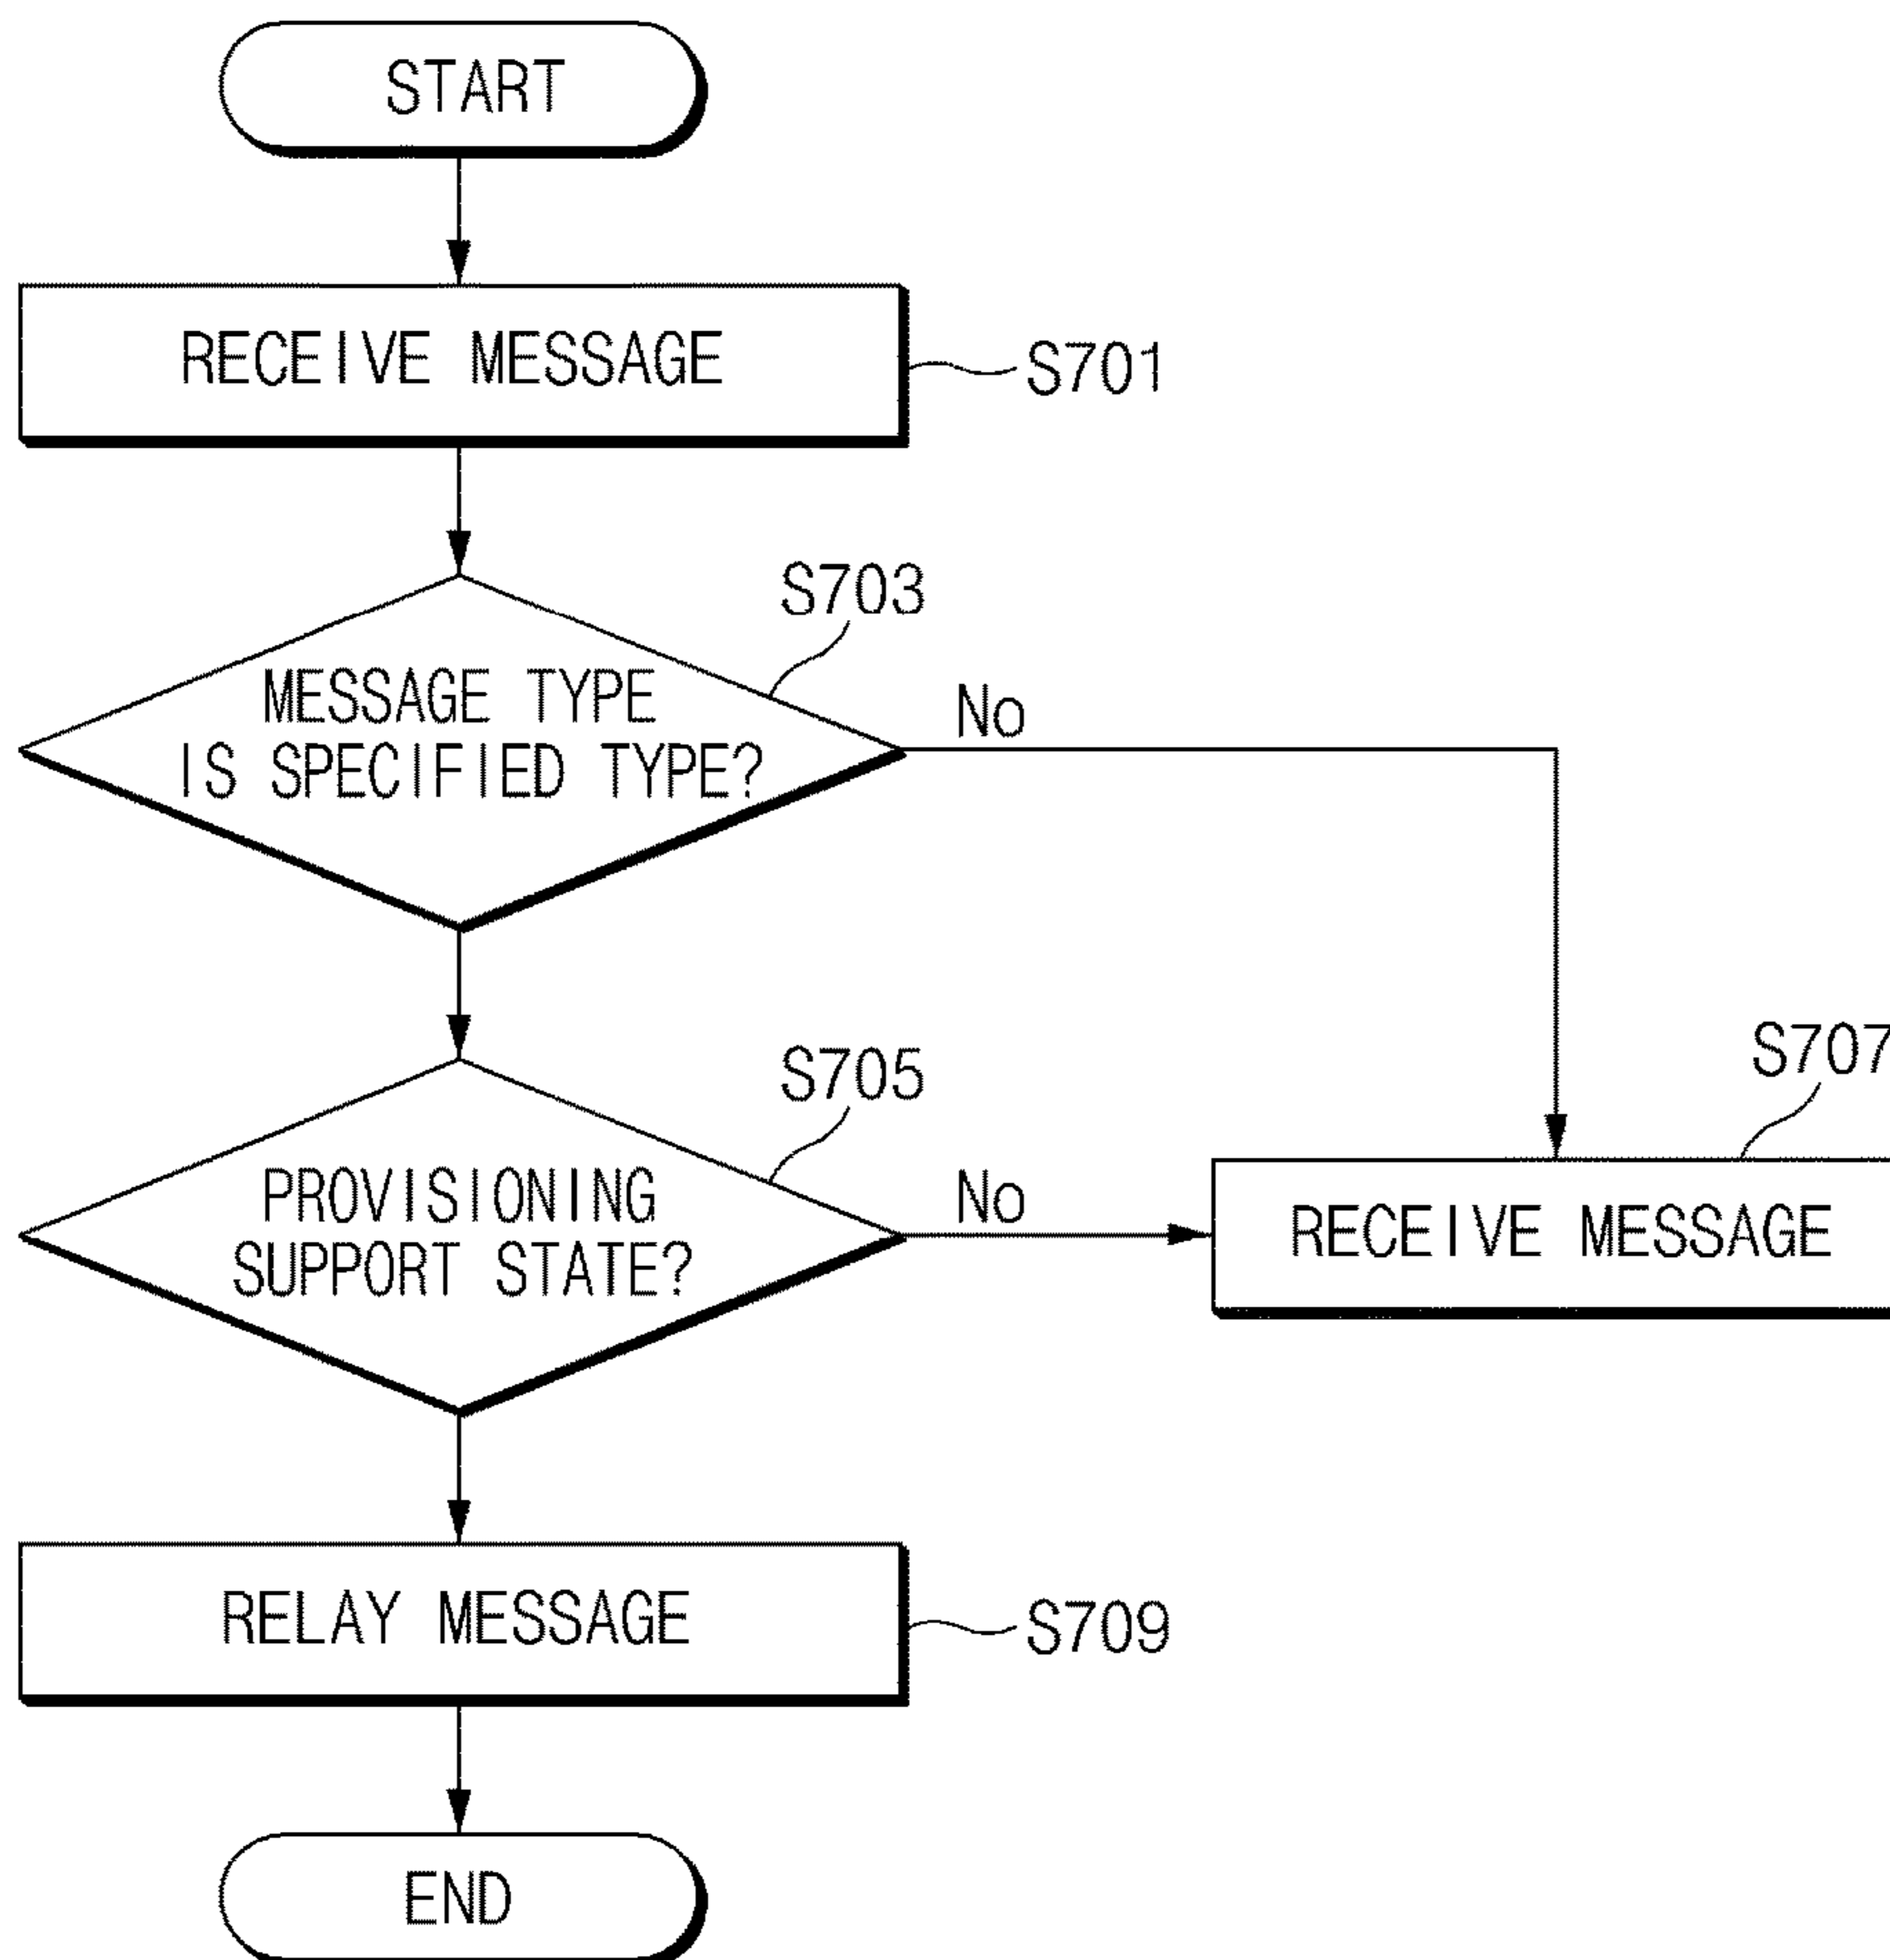 START
RECEIVE MESSAGE
S701
S703
MESSAGE TYPE
IS SPECIFIED TYPE?
No
S705
PROVISIONING
SUPPORT STATE?
No
S707
RECEIVE MESSAGE
RELAY MESSAGE
S709
END